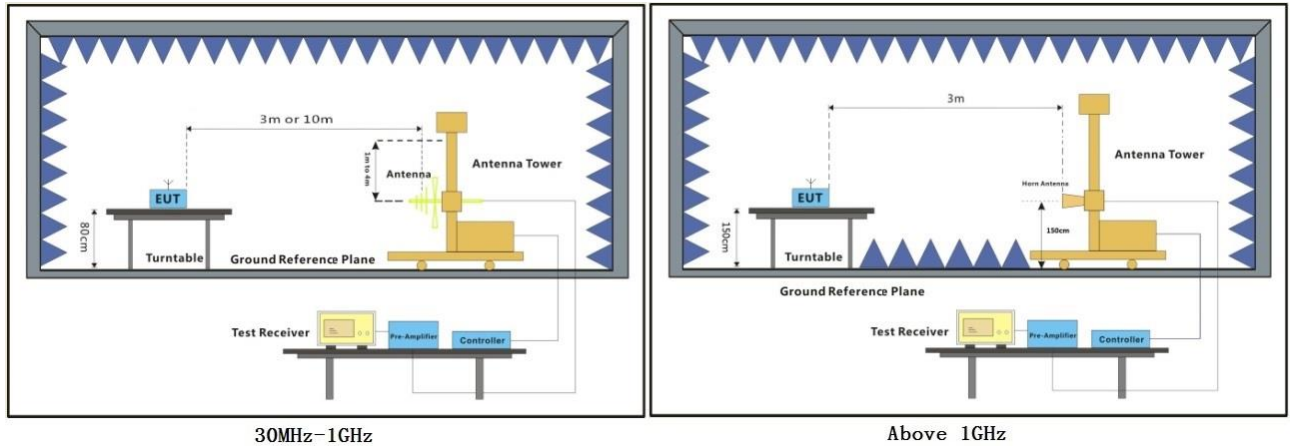 3m or 10m
1m to 4m
Antenna
Antenna Tower
EUT
80cm
Turntable
Ground Reference Plane
Test Receiver
Pre-Amplifier
Controller
30MHz-1GHz
3m
Antenna Tower
Horn Antenna
EUT
150cm
150cm
Turntable
Ground Reference Plane
Test Receiver
Pre-Amplifier
Controller
Above 1GHz